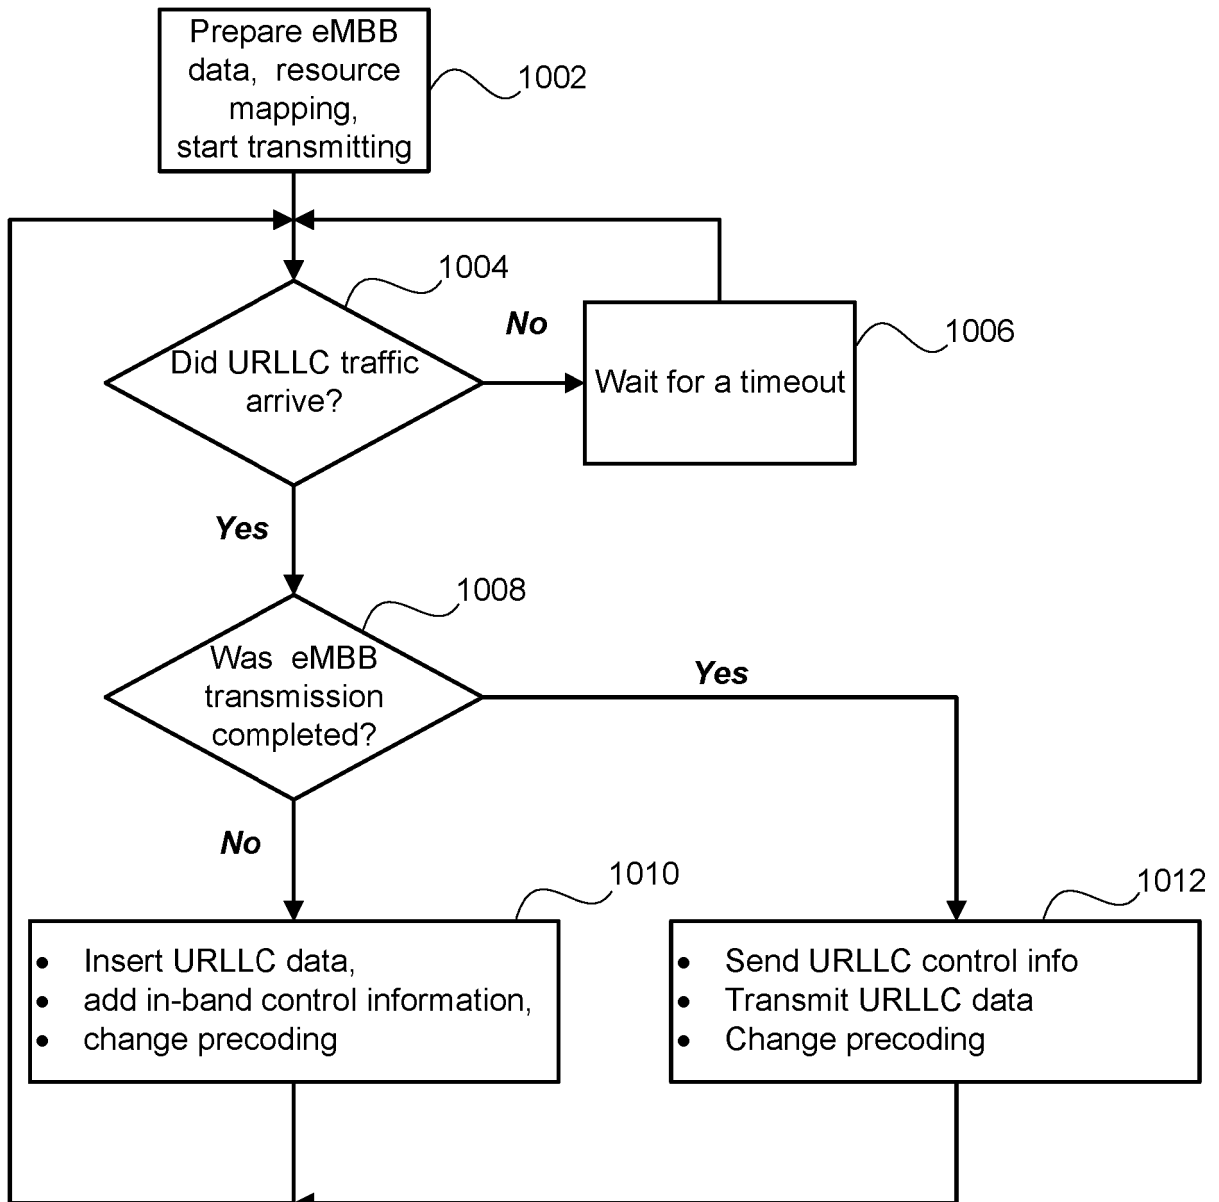 Prepare eMBB
data, resource
mapping,
start transmitting
1002
1004
Did URLLC traffic
arrive?
No
Wait for a timeout
1006
Yes
1008
Was eMBB
transmission
completed?
Yes
No
1010
• Insert URLLC data,
• add in-band control information,
• change precoding
1012
• Send URLLC control info
• Transmit URLLC data
• Change precoding